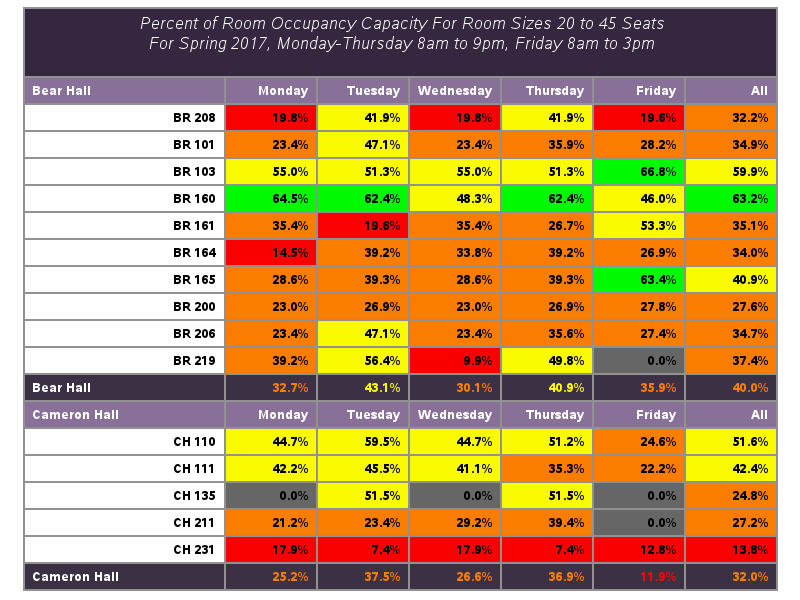 Percent of Room Occupancy Capacity For Room Sizes 20 to 45 Seats
For Spring 2017, Monday-Thursday 8am to 9pm, Friday 8am to 3pm
Bear Hall Monday Tuesday Wednesday Thursday Friday All
BR 208 19.8% 41.9% 19.8% 41.9% 19.6% 32.2%
BR 101 23.4% 47.1% 23.4% 35.9% 28.2% 34.9%
BR 103 55.0% 51.3% 55.0% 51.3% 66.8% 59.9%
BR 160 64.5% 62.4% 48.3% 62.4% 46.0% 63.2%
BR 161 35.4% 19.6% 35.4% 26.7% 53.3% 35.1%
BR 164 14.5% 39.2% 33.8% 39.2% 26.9% 34.0%
BR 165 28.6% 39.3% 28.6% 39.3% 63.4% 40.9%
BR 200 23.0% 26.9% 23.0% 26.9% 27.8% 27.6%
BR 206 23.4% 47.1% 23.4% 35.6% 27.4% 34.7%
BR 219 39.2% 56.4% 9.9% 49.8% 0.0% 37.4%
Bear Hall 32.7% 43.1% 30.1% 40.9% 35.9% 40.0%
Cameron Hall Monday Tuesday Wednesday Thursday Friday All
CH 110 44.7% 59.5% 44.7% 51.2% 24.6% 51.6%
CH 111 42.2% 45.5% 41.1% 35.3% 22.2% 42.4%
CH 135 0.0% 51.5% 0.0% 51.5% 0.0% 24.8%
CH 211 21.2% 23.4% 29.2% 39.4% 0.0% 27.2%
CH 231 17.9% 7.4% 17.9% 7.4% 12.8% 13.8%
Cameron Hall 25.2% 37.5% 26.6% 36.9% 11.9% 32.0%